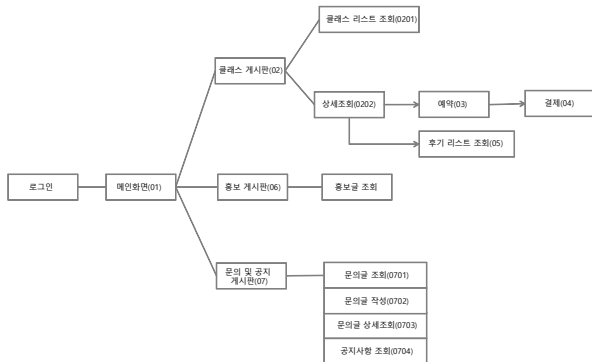 클래스 리스트 조회(0201)
클래스 게시판(02)
상세조회(0202)
예약(03)
결제(04)
후기 리스트 조회(05)
로그인
메인화면(01)
홍보 게시판(06)
홍보글 조회
문의 및 공지
게시판(07)
문의글 조회(0701)
문의글 작성(0702)
문의글 상세조회(0703)
공지사항 조회(0704)